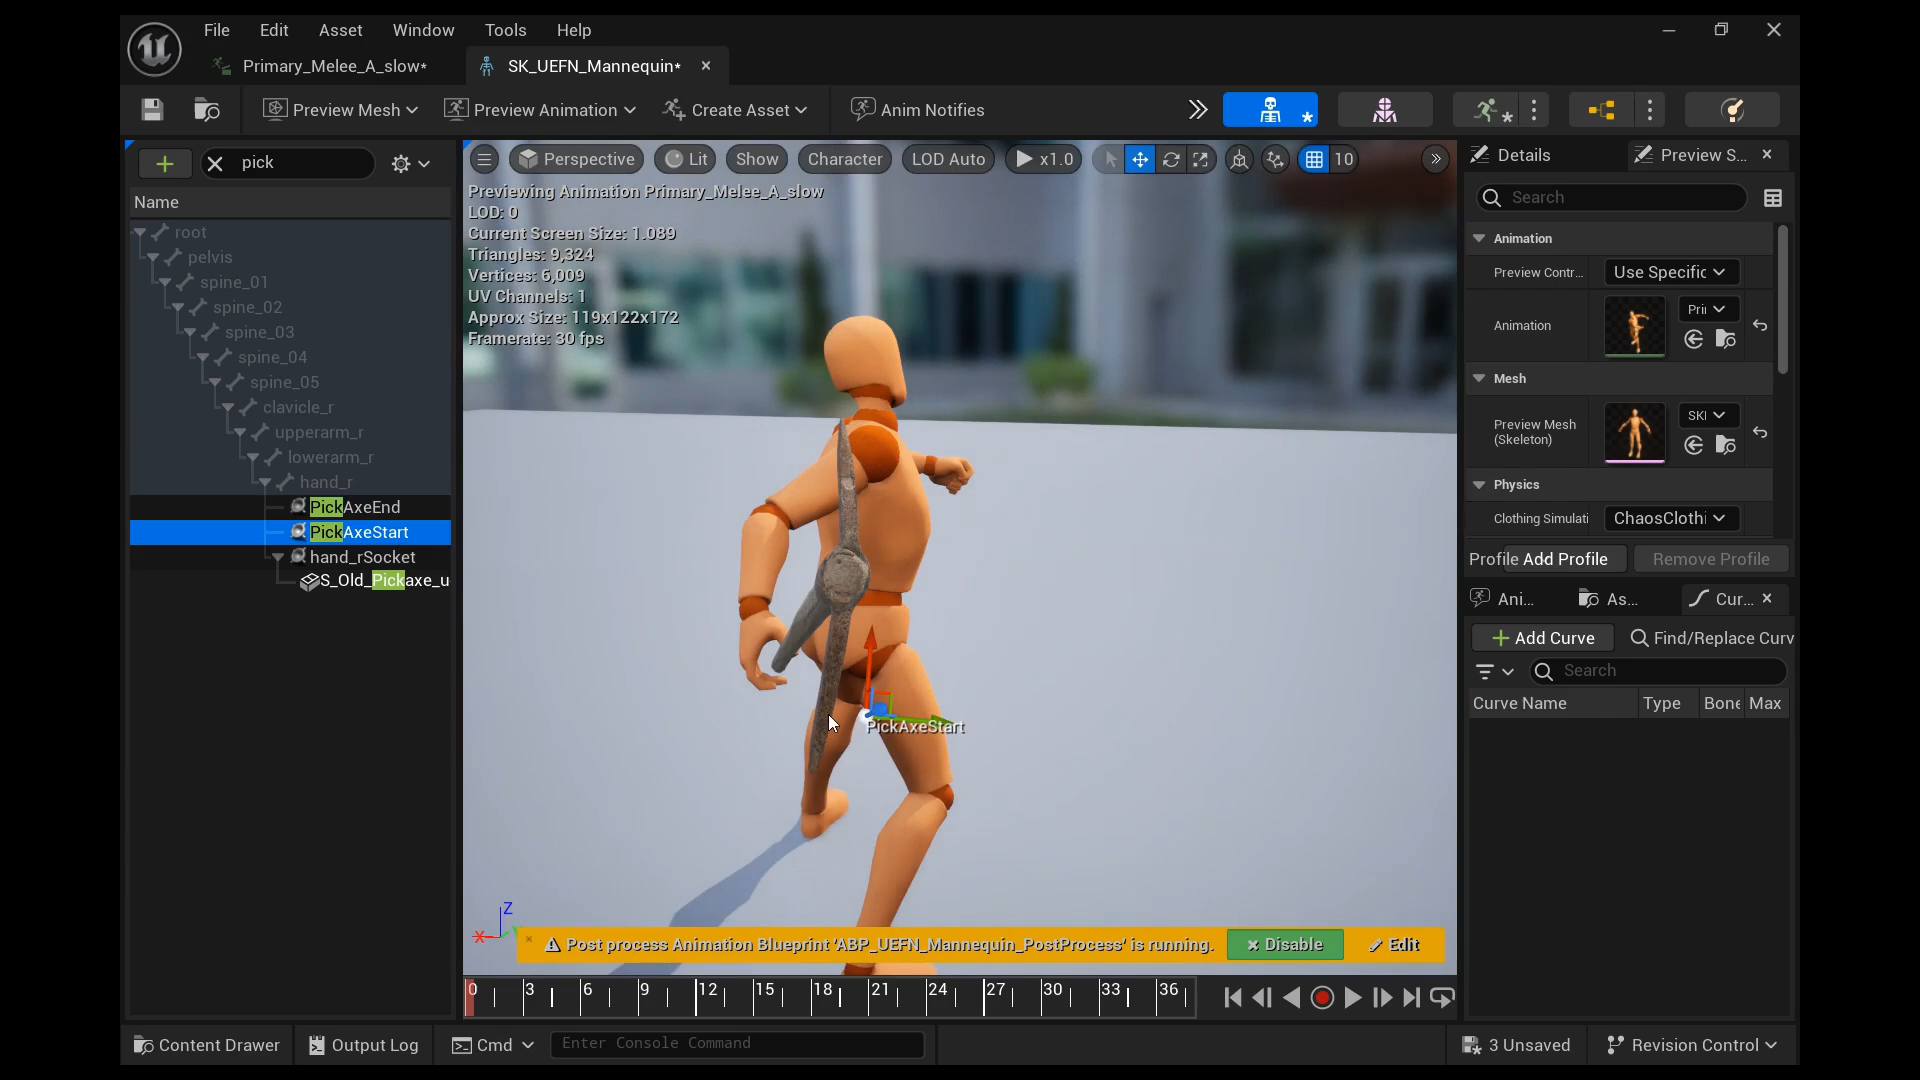 File Edit Asset Window Tools Help
Primary_Melee_A_slow* SK_UEFN_Mannequin*
Preview Mesh Preview Animation Create Asset Anim Notifies
pick
Name
root
pelvis
spine_01
spine_02
spine_03
spine_04
spine_05
clavicle_r
upperarm_r
lowerarm_r
hand_r
PickAxeEnd
PickAxeStart
hand_rSocket
S_Old_Pickaxe_u
Perspective Lit Show Character LOD Auto x1.0 10
Previewing Animation Primary_Melee_A_slow
LOD: 0
Current Screen Size: 1.089
Triangles: 9,324
Vertices: 6,009
UV Channels: 1
Approx Size: 119x122x172
Framerate: 30 fps
PickAxeStart
Z
X
Post process Animation Blueprint 'ABP_UEFN_Mannequin_PostProcess' is running. Disable Edit
0 3 6 9 12 15 18 21 24 27 30 33 36
Details Preview S...
Search
Animation
Preview Contr... Use Specific
Animation Pri
Mesh
Preview Mesh
(Skeleton)
SKI
Physics
Clothing Simulati ChaosClothi
Profile Add Profile Remove Profile
Ani... As... Cur...
Add Curve Find/Replace Curv
Search
Curve Name Type Bone Max
Content Drawer Output Log Cmd Enter Console Command 3 Unsaved Revision Control